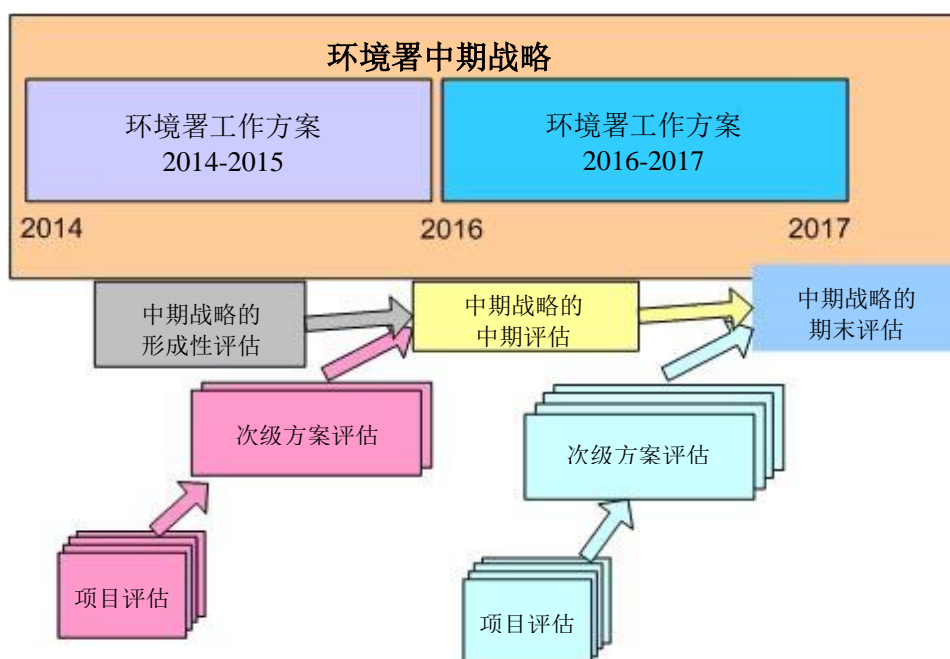 环境署中期战略
环境署工作方案
2014-2015
环境署工作方案
2016-2017
2014
2016
2017
中期战略的
形成性评估
中期战略的
中期评估
中期战略的
期末评估
次级方案评估
次级方案评估
项目评估
项目评估